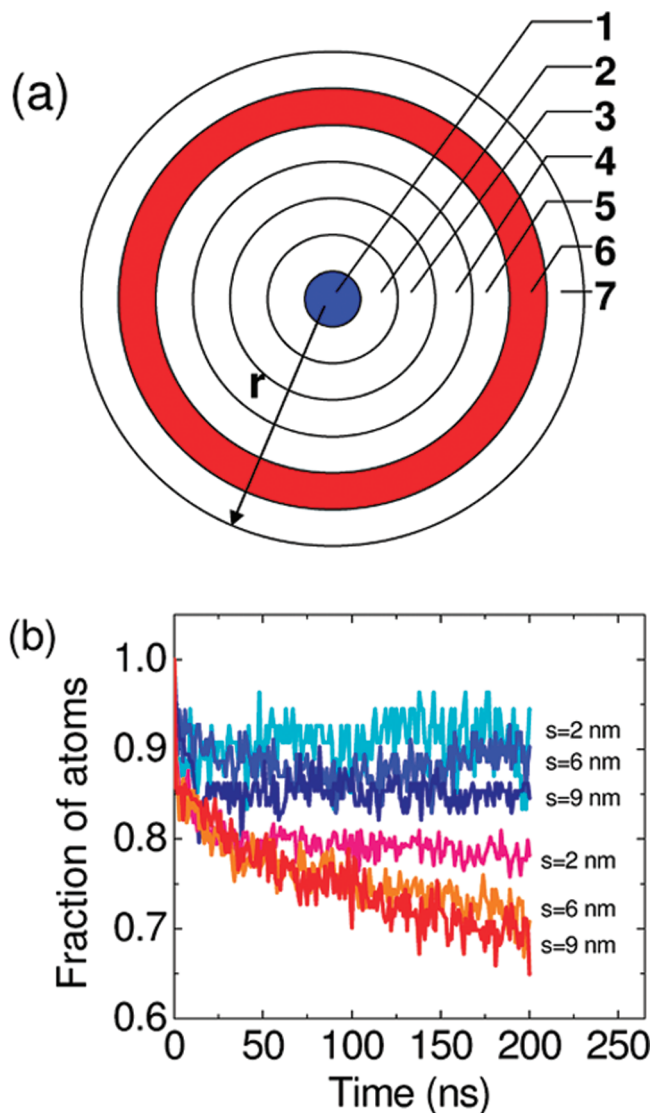 (a)
1
2
3
4
5
6
7
r
(b)
Fraction of atoms
1.0
0.9
0.8
0.7
0.6
s=2 nm
s=6 nm
s=9 nm
s=2 nm
s=6 nm
s=9 nm
0 50 100 150 200 250
Time (ns)